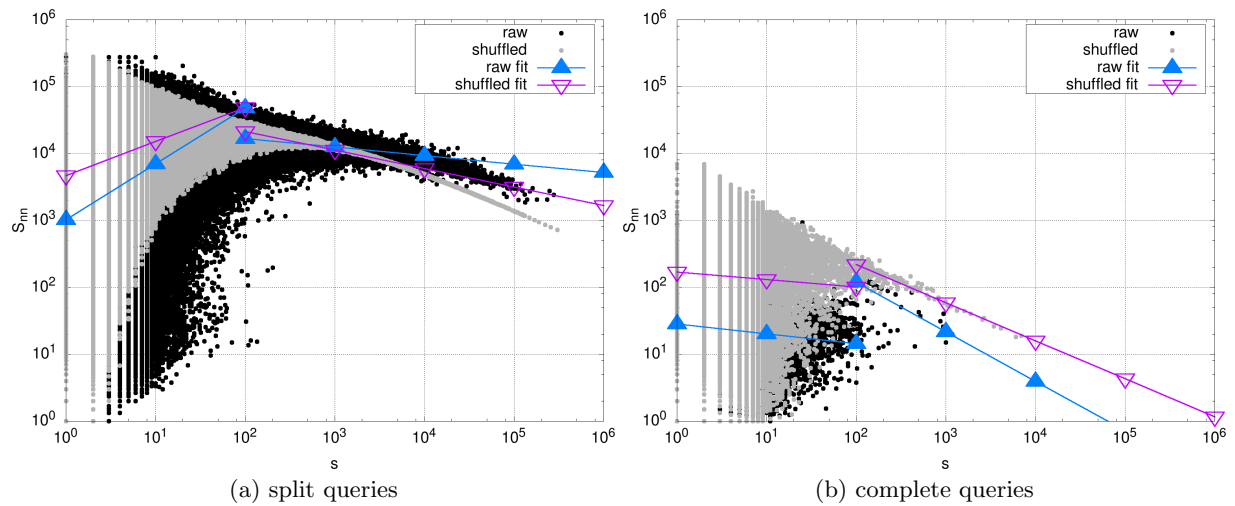 10^6
10^5
10^4
10^3
10^2
10^1
10^0
S_nn
raw
shuffled
raw fit
shuffled fit
10^0 10^1 10^2 10^3 10^4 10^5 10^6
s
(a) split queries
10^6
10^5
10^4
10^3
10^2
10^1
10^0
S_nn
raw
shuffled
raw fit
shuffled fit
10^0 10^1 10^2 10^3 10^4 10^5 10^6
s
(b) complete queries